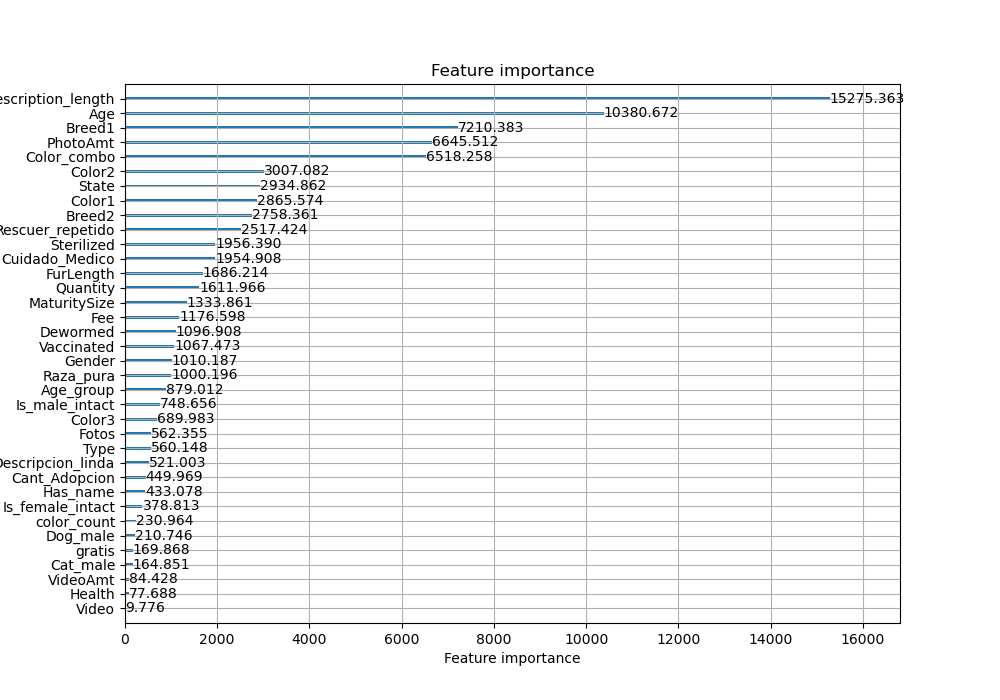 Feature importance
escription_length 15275.363
Age 10380.672
Breed1 7210.383
PhotoAmt 6645.512
Color_combo 6518.258
Color2 3007.082
State 2934.862
Color1 2865.574
Breed2 2758.361
Rescuer_repetido 2517.424
Sterilized 1956.390
Cuidado_Medico 1954.908
FurLength 1686.214
Quantity 1611.966
MaturitySize 1333.861
Fee 1176.598
Dewormed 1096.908
Vaccinated 1067.473
Gender 1010.187
Raza_pura 1000.196
Age_group 879.012
Is_male_intact 748.656
Color3 689.983
Fotos 562.355
Type 560.148
Descripcion_linda 521.003
Cant_Adopcion 449.969
Has_name 433.078
Is_female_intact 378.813
color_count 230.964
Dog_male 210.746
gratis 169.868
Cat_male 164.851
VideoAmt 84.428
Health 77.688
Video 9.776
0 2000 4000 6000 8000 10000 12000 14000 16000
Feature importance